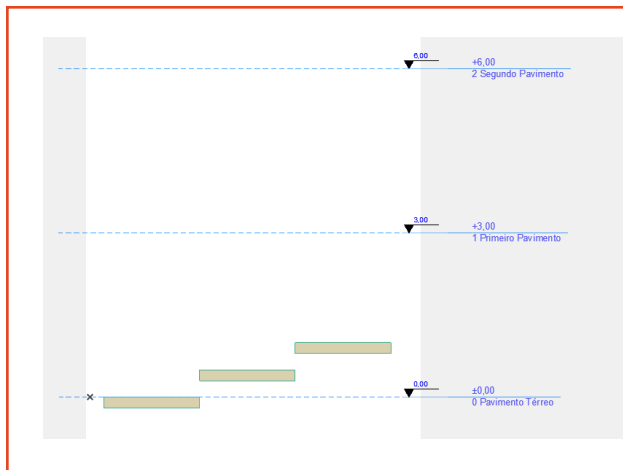 6,00
+6,00
2 Segundo Pavimento
3,00
+3,00
1 Primeiro Pavimento
0,00
±0,00
0 Pavimento Térreo